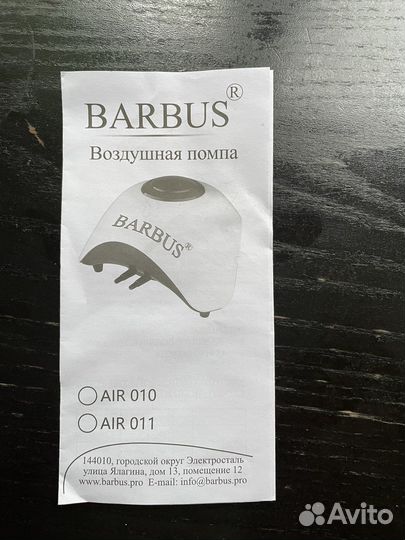 BARBUS®
Воздушная помпа
BARBUS®
AIR 010
AIR 011
144010, городской округ Электросталь
улица Ялагина, дом 13, помещение 12
www.barbus.pro E-mail: info@barbus.pro
Avito